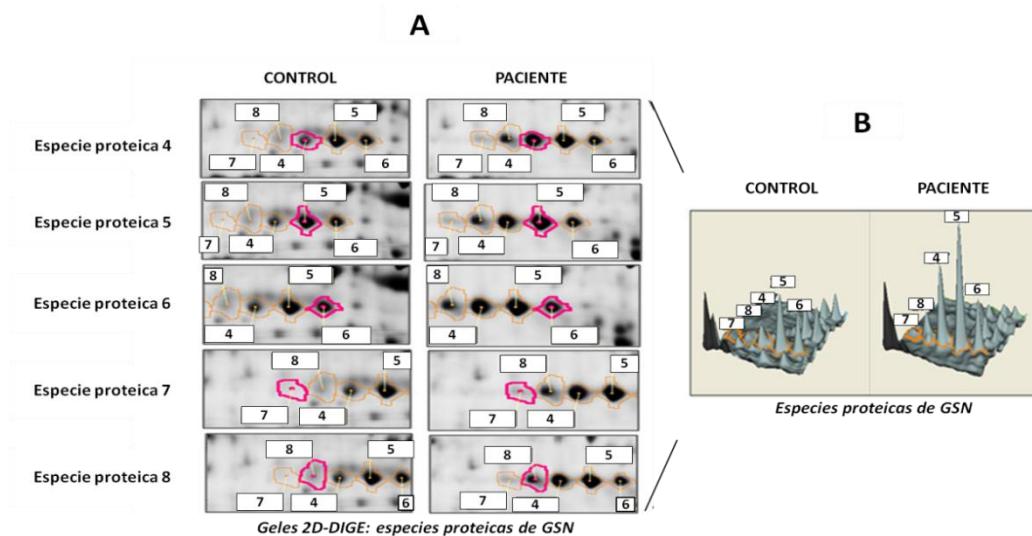 A
CONTROL
PACIENTE
Especie proteica 4
8 5
7 4 6
8 5
7 4 6
Especie proteica 5
8 5
7 4 6
8 5
7 4 6
Especie proteica 6
8 5
4 6
8 5
4 6
Especie proteica 7
8 5
7 4
8 5
7 4
Especie proteica 8
8 5
7 4 6
8 5
7 4 6
Geles 2D-DIGE: especies proteicas de GSN
B
CONTROL
PACIENTE
5
4
8 6
7
5
4
8 6
7
Especies proteicas de GSN